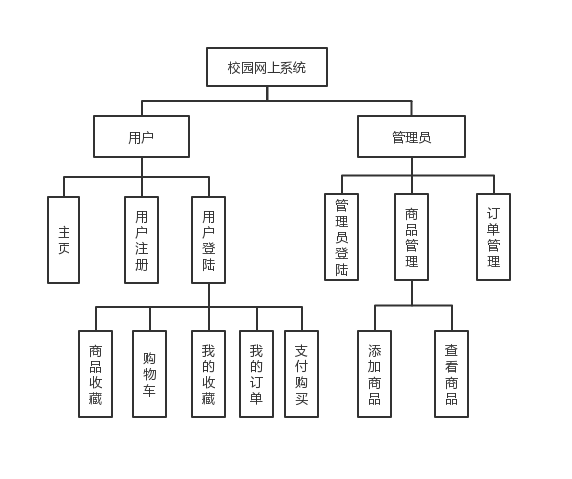 校园网上系统
用户
管理员
主页
用户注册
用户登陆
管理员登陆
商品管理
订单管理
商品收藏
购物车
我的收藏
我的订单
支付购买
添加商品
查看商品